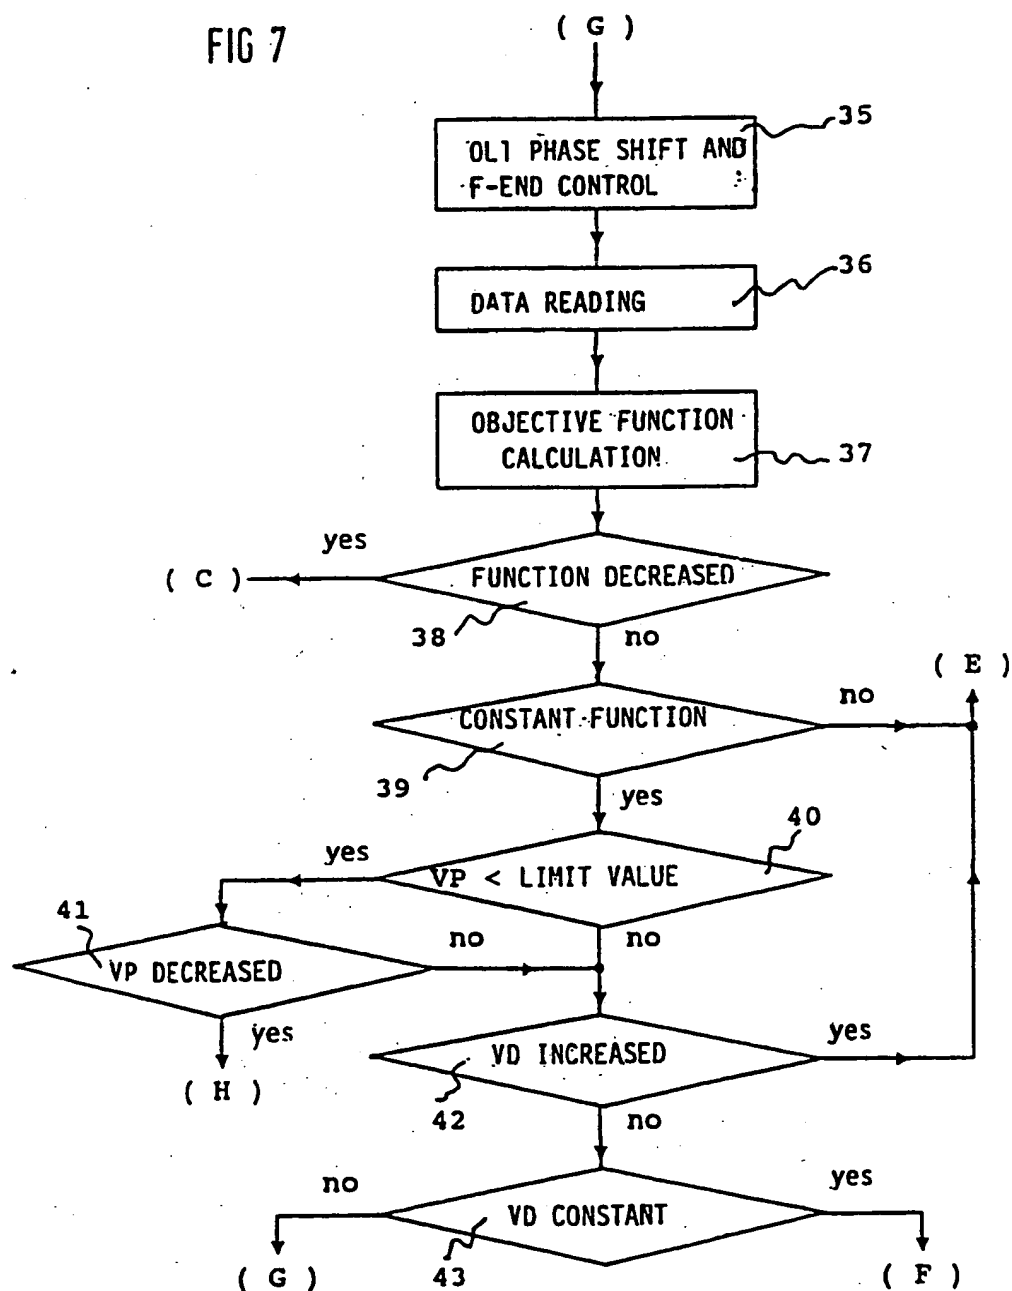 FIG 7
( G )
35
OL1 PHASE SHIFT AND
F-END CONTROL
36
DATA READING
OBJECTIVE FUNCTION
CALCULATION
37
yes
( C )
FUNCTION DECREASED
38
no
( E )
CONSTANT FUNCTION
no
39
yes
40
yes
VP < LIMIT VALUE
41
no
no
VP DECREASED
yes
( H )
VD INCREASED
yes
42
no
no
yes
VD CONSTANT
43
( G )
( F )